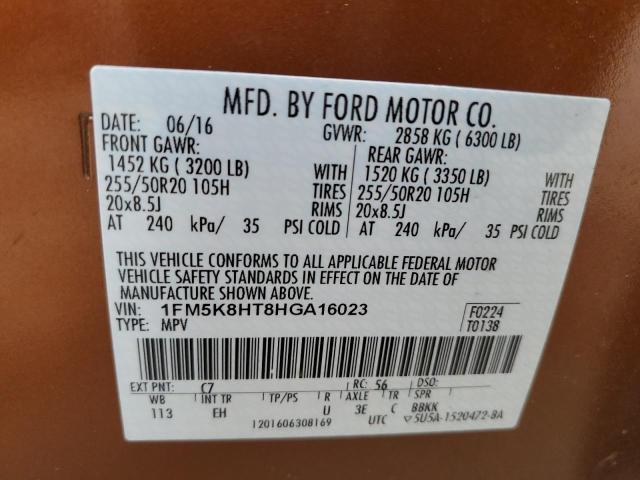 MFD. BY FORD MOTOR CO.
DATE: 06/16 GVWR: 2858 KG ( 6300 LB)
FRONT GAWR: REAR GAWR:
1452 KG ( 3200 LB) WITH 1520 KG ( 3350 LB) WITH
255/50R20 105H TIRES 255/50R20 105H TIRES
20x8.5J RIMS 20x8.5J RIMS
AT 240 kPa/ 35 PSI COLD AT 240 kPa/ 35 PSI COLD
THIS VEHICLE CONFORMS TO ALL APPLICABLE FEDERAL MOTOR
VEHICLE SAFETY STANDARDS IN EFFECT ON THE DATE OF
MANUFACTURE SHOWN ABOVE.
VIN: 1FM5K8HT8HGA16023 F0224
TYPE: MPV T0138
EXT PNT: C7 RC: 56 DSO:
WB INT TR TP/PS R AXLE TR SPR
113 EH U 3E C BBKK
1201606308169 UTC ▽5U5A-1520472-BA